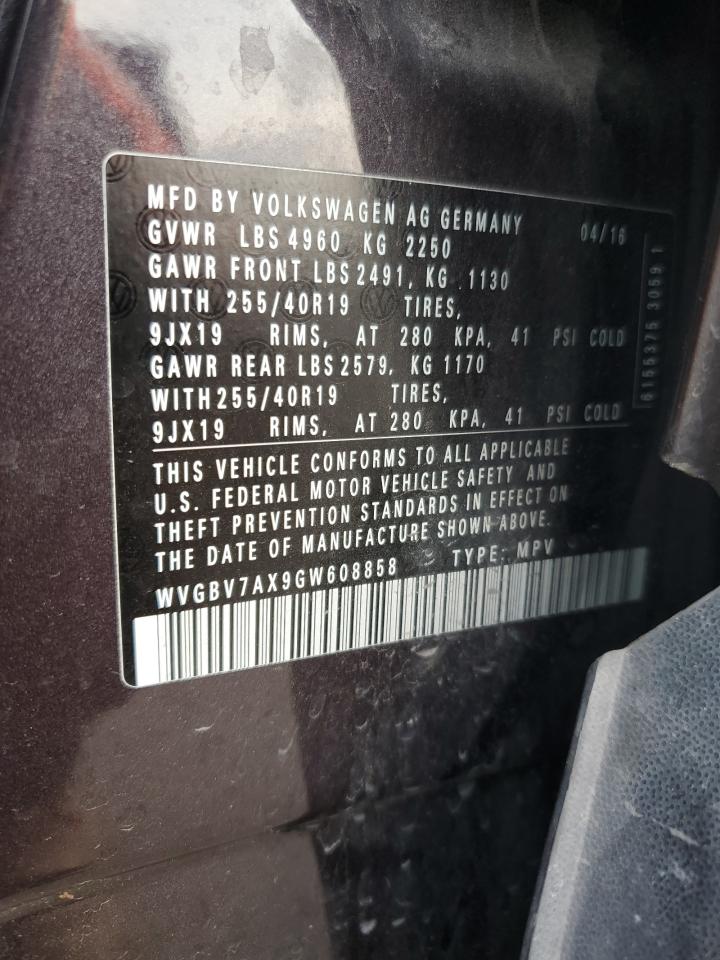 MFD BY VOLKSWAGEN AG GERMANY 04/16
GVWR LBS 4960 KG 2250
GAWR FRONT LBS 2491, KG 1130
WITH 255/40R19 TIRES,
9JX19 RIMS, AT 280 KPA, 41 PSI COLD
GAWR REAR LBS 2579, KG 1170
WITH 255/40R19 TIRES,
9JX19 RIMS, AT 280 KPA, 41 PSI COLD
THIS VEHICLE CONFORMS TO ALL APPLICABLE
U.S. FEDERAL MOTOR VEHICLE SAFETY AND
THEFT PREVENTION STANDARDS IN EFFECT ON
THE DATE OF MANUFACTURE SHOWN ABOVE.
WVGBV7AX9GW608858 TYPE: MPV
6155375 3059 1